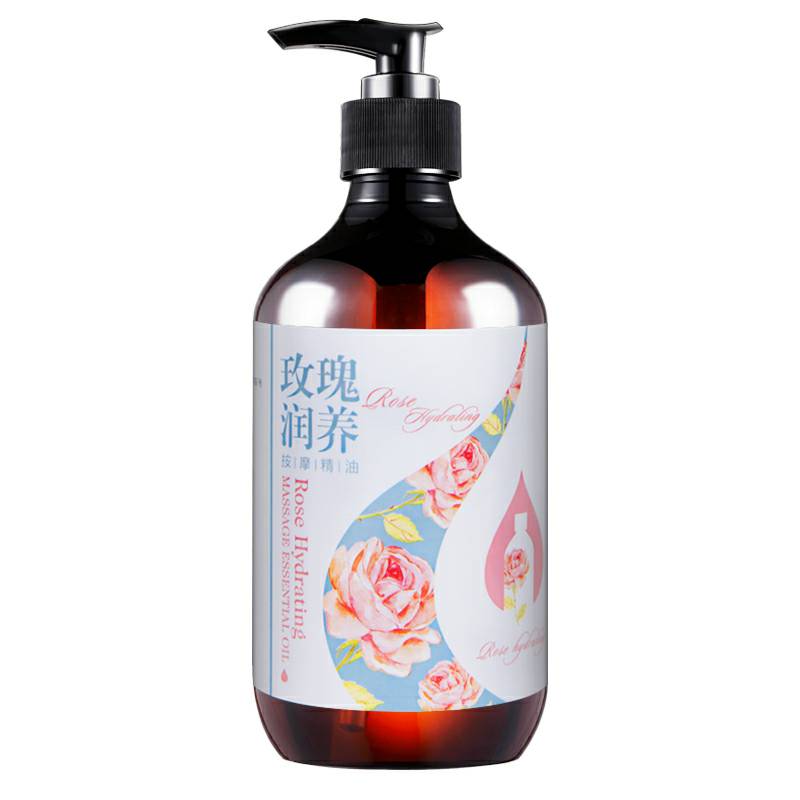 玫瑰
润养
按摩精油
Rose Hydrating
MASSAGE ESSENTIAL OIL
Rose
Hydrating
Rose hydrating